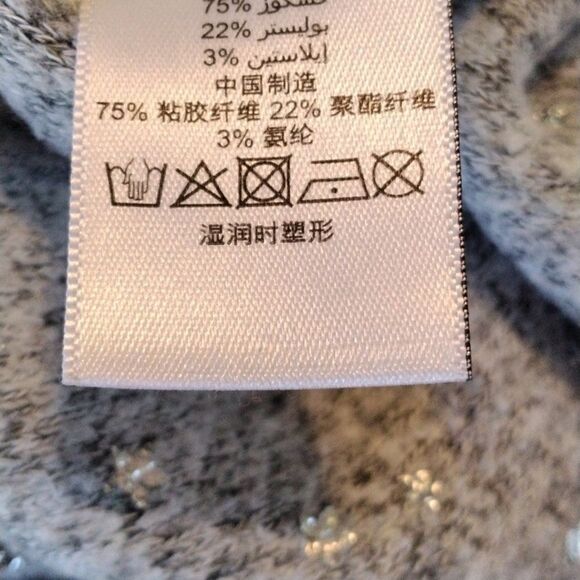 75% فسكوز
22% بوليستر
3% إيلاستين
中国制造
75% 粘胶纤维 22% 聚酯纤维
3% 氨纶
湿润时塑形